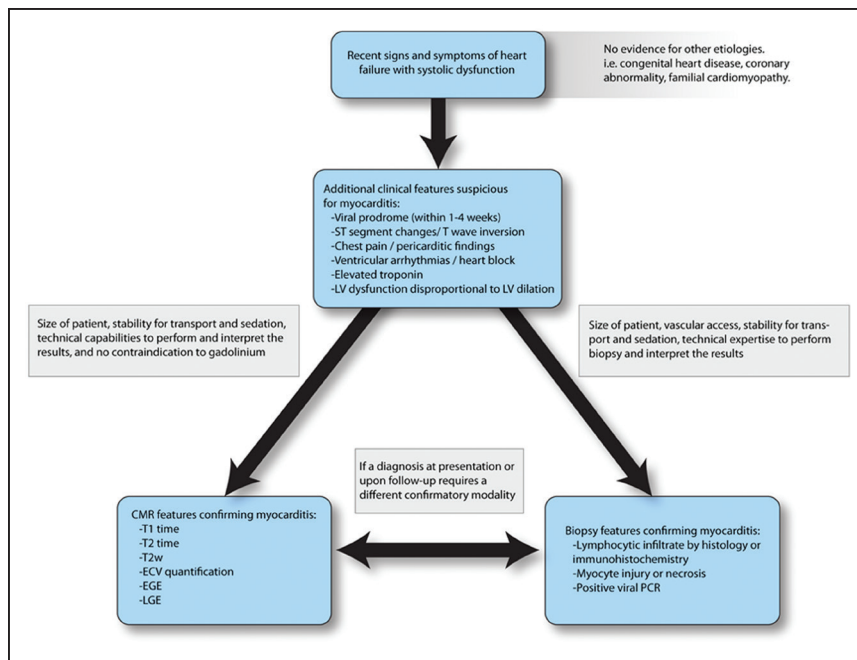 Recent signs and symptoms of heart
failure with systolic dysfunction
No evidence for other etiologies.
i.e. congenital heart disease, coronary
abnormality, familial cardiomyopathy.
Additional clinical features suspicious
for myocarditis:
-Viral prodrome (within 1-4 weeks)
-ST segment changes/ T wave inversion
-Chest pain / pericarditic findings
-Ventricular arrhythmias / heart block
-Elevated troponin
-LV dysfunction disproportional to LV dilation
Size of patient, stability for transport and sedation,
technical capabilities to perform and interpret the
results, and no contraindication to gadolinium
Size of patient, vascular access, stability for trans-
port and sedation, technical expertise to perform
biopsy and interpret the results
If a diagnosis at presentation or
upon follow-up requires a
different confirmatory modality
CMR features confirming myocarditis:
-T1 time
-T2 time
-T2w
-ECV quantification
-EGE
-LGE
Biopsy features confirming myocarditis:
-Lymphocytic infiltrate by histology or
immunohistochemistry
-Myocyte injury or necrosis
-Positive viral PCR